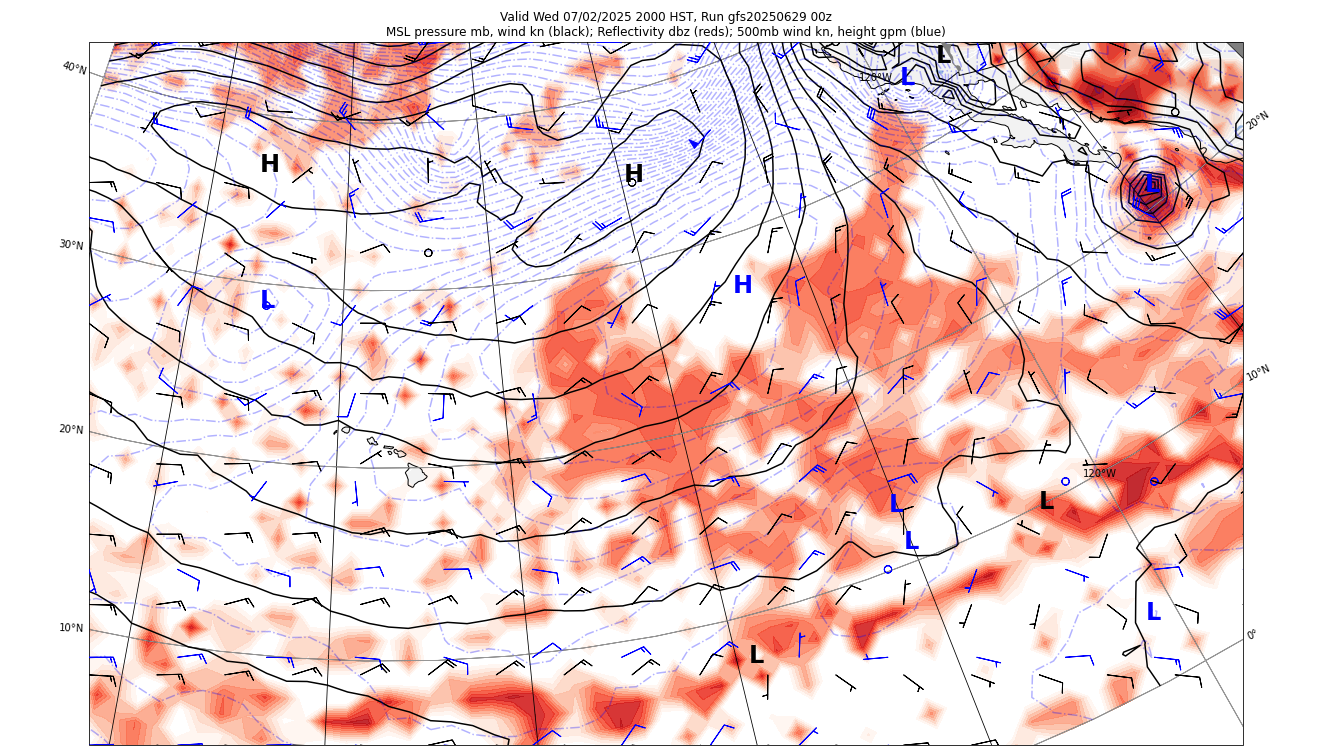 Valid Wed 07/02/2025 2000 HST, Run gfs20250629 00z
MSL pressure mb, wind kn (black); Reflectivity dbz (reds); 500mb wind kn, height gpm (blue)
L
40°N
120°W
L
20°N
H
H
L
30°N
H
L
10°N
20°N
120°W
L
L
L
L
10°N
0°
L